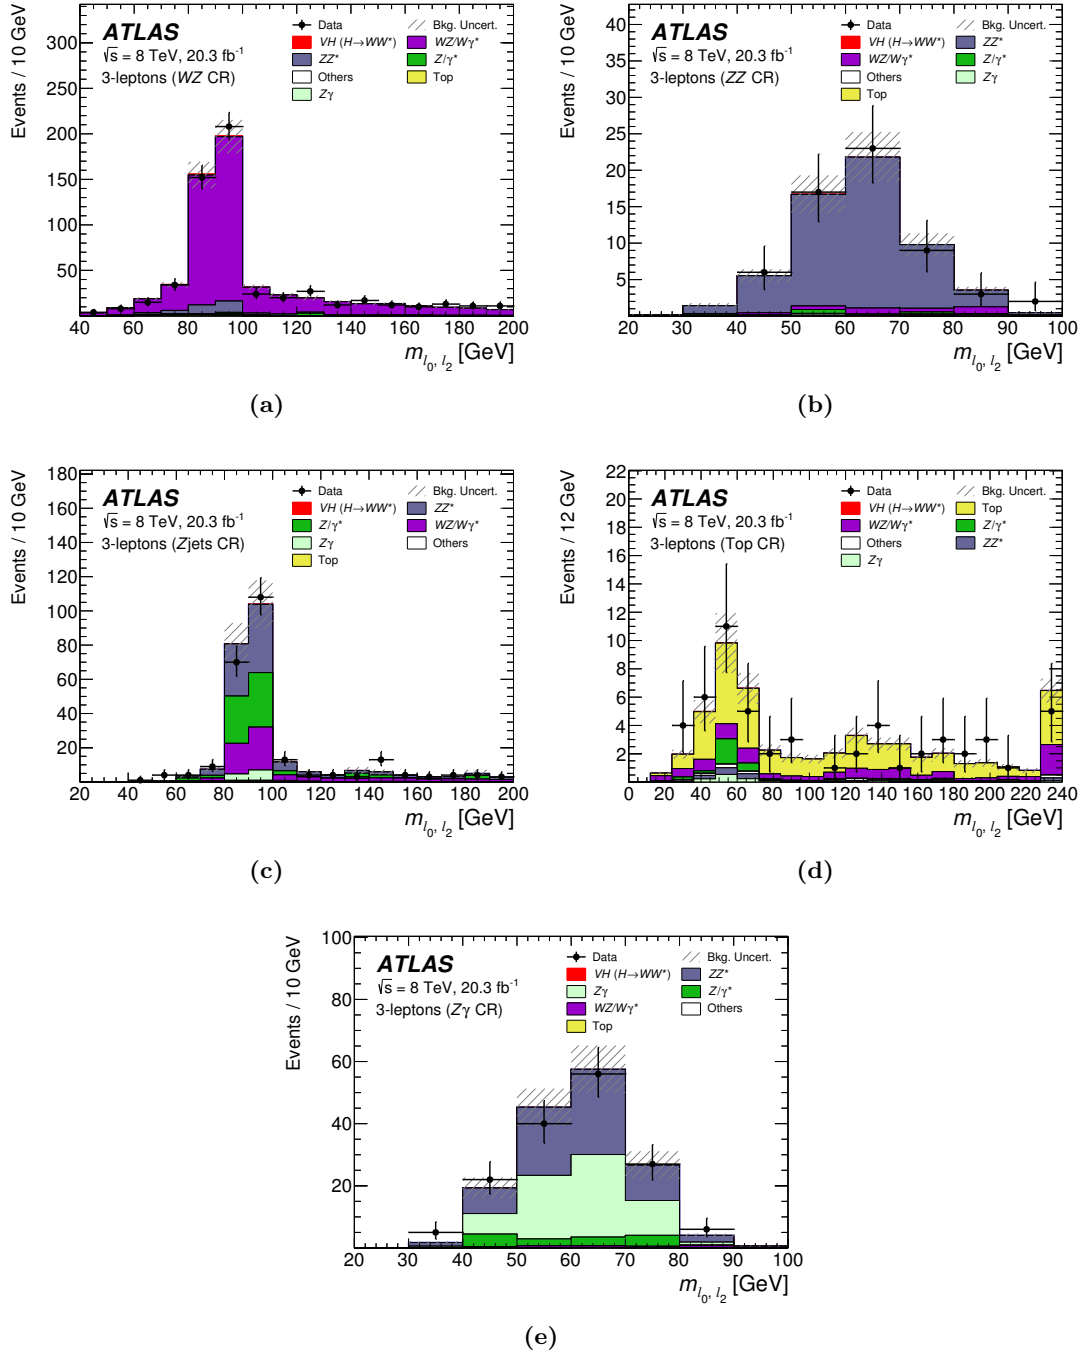 ATLAS
√s = 8 TeV, 20.3 fb⁻¹
3-leptons (WZ CR)
Data
VH (H→WW*)
ZZ*
Others
Zγ
Bkg. Uncert.
WZ/Wγ*
Z/γ*
Top
Events / 10 GeV
300
250
200
150
100
50
40 60 80 100 120 140 160 180 200
m_{l0, l2} [GeV]
(a)
ATLAS
√s = 8 TeV, 20.3 fb⁻¹
3-leptons (ZZ CR)
Data
VH (H→WW*)
WZ/Wγ*
Others
Top
Bkg. Uncert.
ZZ*
Z/γ*
Zγ
Events / 10 GeV
40
35
30
25
20
15
10
5
20 30 40 50 60 70 80 90 100
m_{l0, l2} [GeV]
(b)
ATLAS
√s = 8 TeV, 20.3 fb⁻¹
3-leptons (Zjets CR)
Data
VH (H→WW*)
Z/γ*
Zγ
Top
Bkg. Uncert.
ZZ*
WZ/Wγ*
Others
Events / 10 GeV
180
160
140
120
100
80
60
40
20
20 40 60 80 100 120 140 160 180 200
m_{l0, l2} [GeV]
(c)
ATLAS
√s = 8 TeV, 20.3 fb⁻¹
3-leptons (Top CR)
Data
VH (H→WW*)
WZ/Wγ*
Others
Zγ
Bkg. Uncert.
Top
Z/γ*
ZZ*
Events / 12 GeV
22
20
18
16
14
12
10
8
6
4
2
0 20 40 60 80 100 120 140 160 180 200 220 240
m_{l0, l2} [GeV]
(d)
ATLAS
√s = 8 TeV, 20.3 fb⁻¹
3-leptons (Zγ CR)
Data
VH (H→WW*)
Zγ
WZ/Wγ*
Top
Bkg. Uncert.
ZZ*
Z/γ*
Others
Events / 10 GeV
100
80
60
40
20
20 30 40 50 60 70 80 90 100
m_{l0, l2} [GeV]
(e)